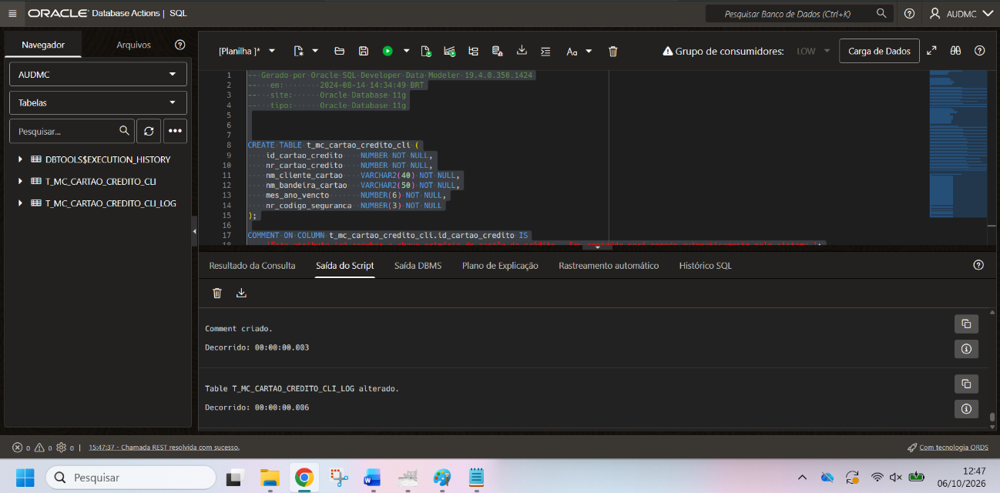 ORACLE Database Actions | SQL
Pesquisar Banco de Dados (Ctrl+K)
AUDMC
Navegador
Arquivos
AUDMC
Tabelas
Pesquisar...
DBTOOLS$EXECUTION_HISTORY
T_MC_CARTAO_CREDITO_CLI
T_MC_CARTAO_CREDITO_CLI_LOG
[Planilha ]*
Aa
Grupo de consumidores:
LOW
Carga de Dados
1 -- Gerado por Oracle SQL Developer Data Modeler 19.4.0.350.1424
2 -- em: 2024-08-14 14:34:49 BRT
3 -- site: Oracle Database 11g
4 -- tipo: Oracle Database 11g
5
6
7
8 CREATE TABLE t_mc_cartao_credito_cli (
9 id_cartao_credito NUMBER NOT NULL,
10 nr_cartao_credito NUMBER NOT NULL,
11 nm_cliente_cartao VARCHAR2(40) NOT NULL,
12 nm_bandeira_cartao VARCHAR2(50) NOT NULL,
13 mes_ano_vencto NUMBER(6) NOT NULL,
14 nr_codigo_seguranca NUMBER(3) NOT NULL
15 );
16
17 COMMENT ON COLUMN t_mc_cartao_credito_cli.id_cartao_credito IS
18
Resultado da Consulta
Saída do Script
Saída DBMS
Plano de Explicação
Rastreamento automático
Histórico SQL
Comment criado.
Decorrido: 00:00:00.003
Table T_MC_CARTAO_CREDITO_CLI_LOG alterado.
Decorrido: 00:00:00.006
0 0 0 | 15:47:37 - Chamada REST resolvida com sucesso.
Com tecnologia ORDS
Pesquisar
12:47
06/10/2026